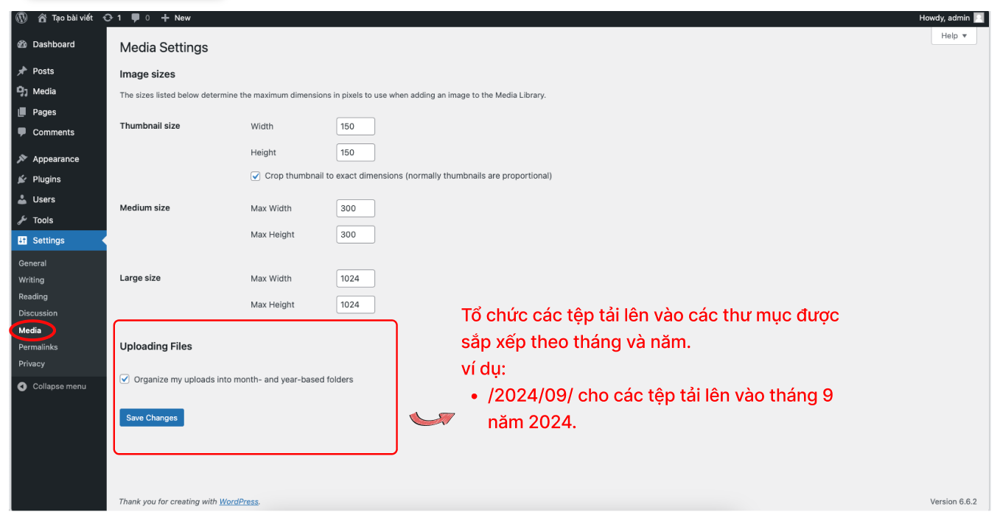 Tạo bài viết 1 0 New Howdy, admin
Help ▼
Dashboard
Posts
Media
Pages
Comments
Appearance
Plugins
Users
Tools
Settings
General
Writing
Reading
Discussion
Media
Permalinks
Privacy
Collapse menu
Media Settings
Image sizes
The sizes listed below determine the maximum dimensions in pixels to use when adding an image to the Media Library.
Thumbnail size Width 150
Height 150
Crop thumbnail to exact dimensions (normally thumbnails are proportional)
Medium size Max Width 300
Max Height 300
Large size Max Width 1024
Max Height 1024
Uploading Files
Organize my uploads into month- and year-based folders
Save Changes
Tổ chức các tệp tải lên vào các thư mục được
sắp xếp theo tháng và năm.
ví dụ:
• /2024/09/ cho các tệp tải lên vào tháng 9
năm 2024.
Thank you for creating with WordPress. Version 6.6.2